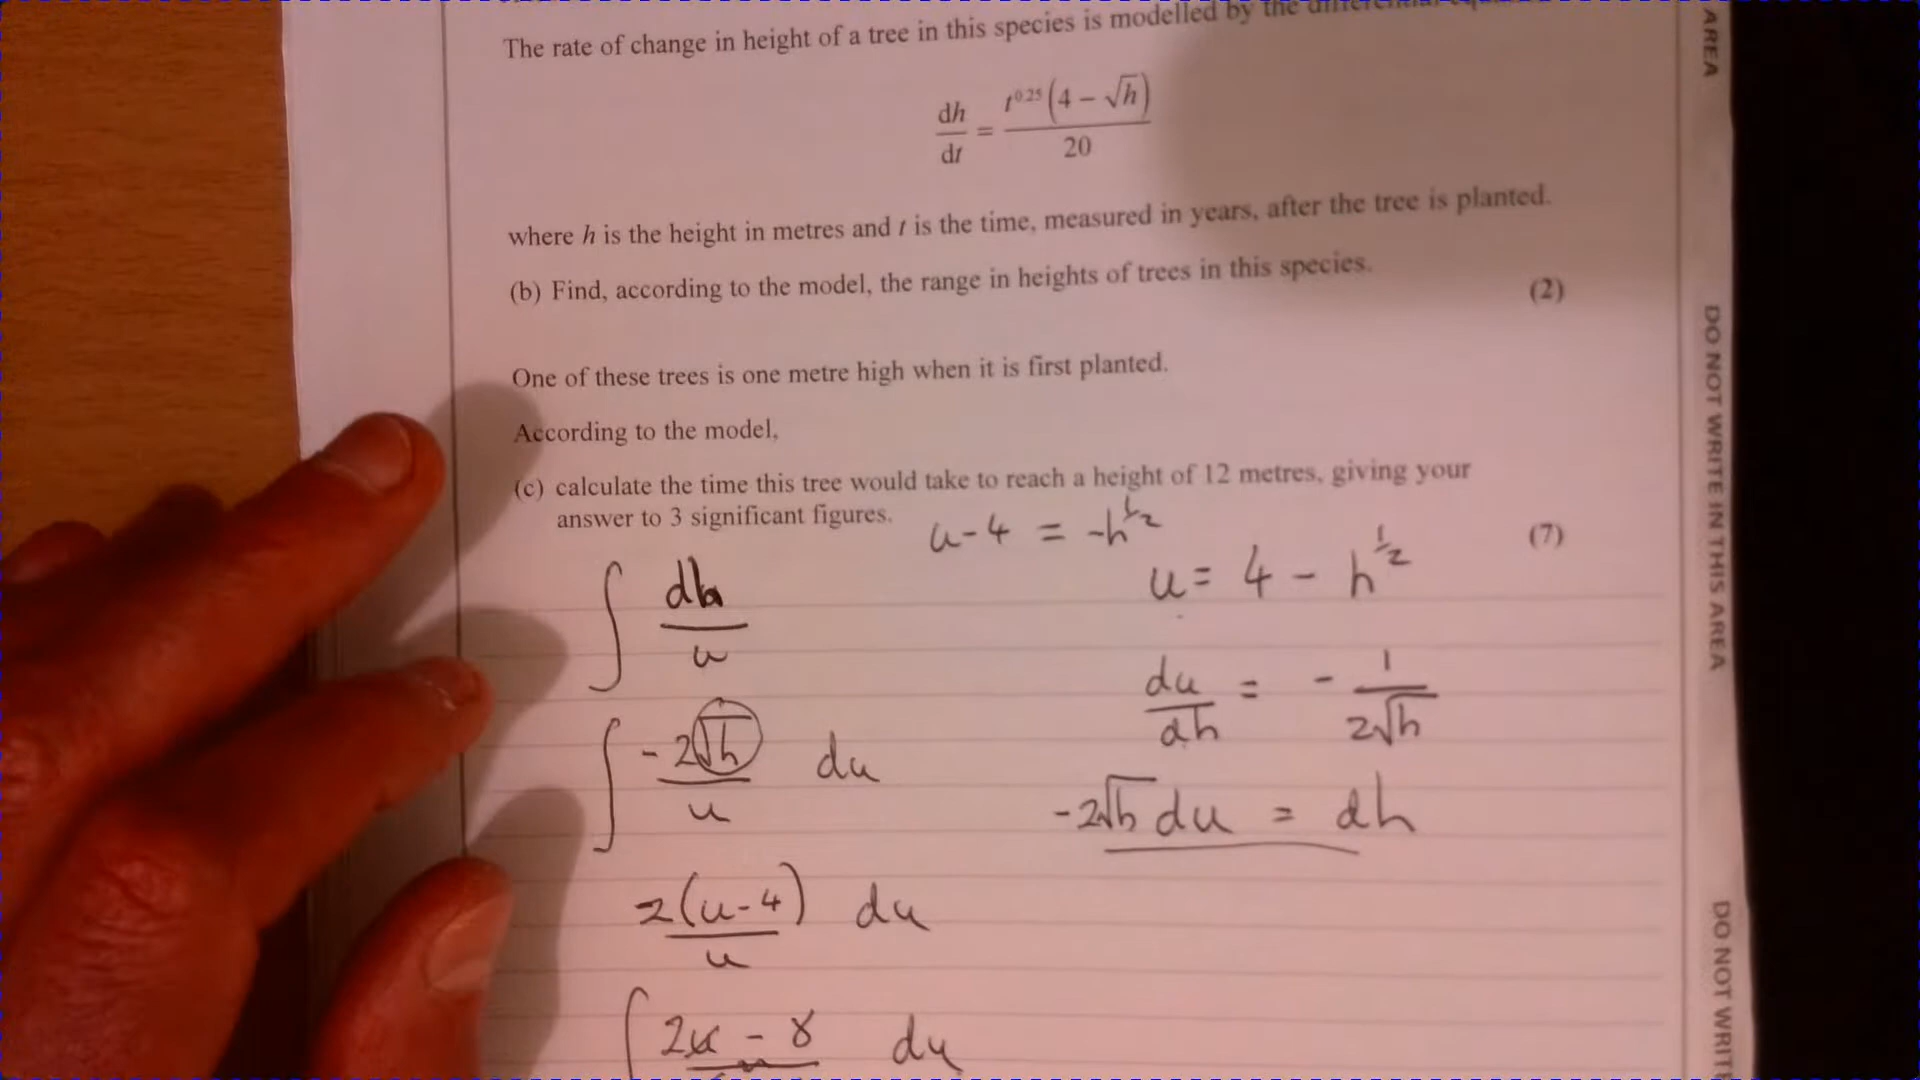 The rate of change in height of a tree in this species is modelled by the
dh/dt = t^0.25 (4 − √h) / 20
where h is the height in metres and t is the time, measured in years, after the tree is planted.
(b) Find, according to the model, the range in heights of trees in this species.
(2)
One of these trees is one metre high when it is first planted.
According to the model,
(c) calculate the time this tree would take to reach a height of 12 metres, giving your
answer to 3 significant figures.
(7)
u-4 = -h^1/2
u = 4 - h^1/2
∫ dh/u
du/dh = - 1/2√h
∫ -2√h/u du
-2√h du = dh
2(u-4)/u du
∫ 2u - 8 du
AREA
DO NOT WRITE IN THIS AREA
DO NOT WRITE